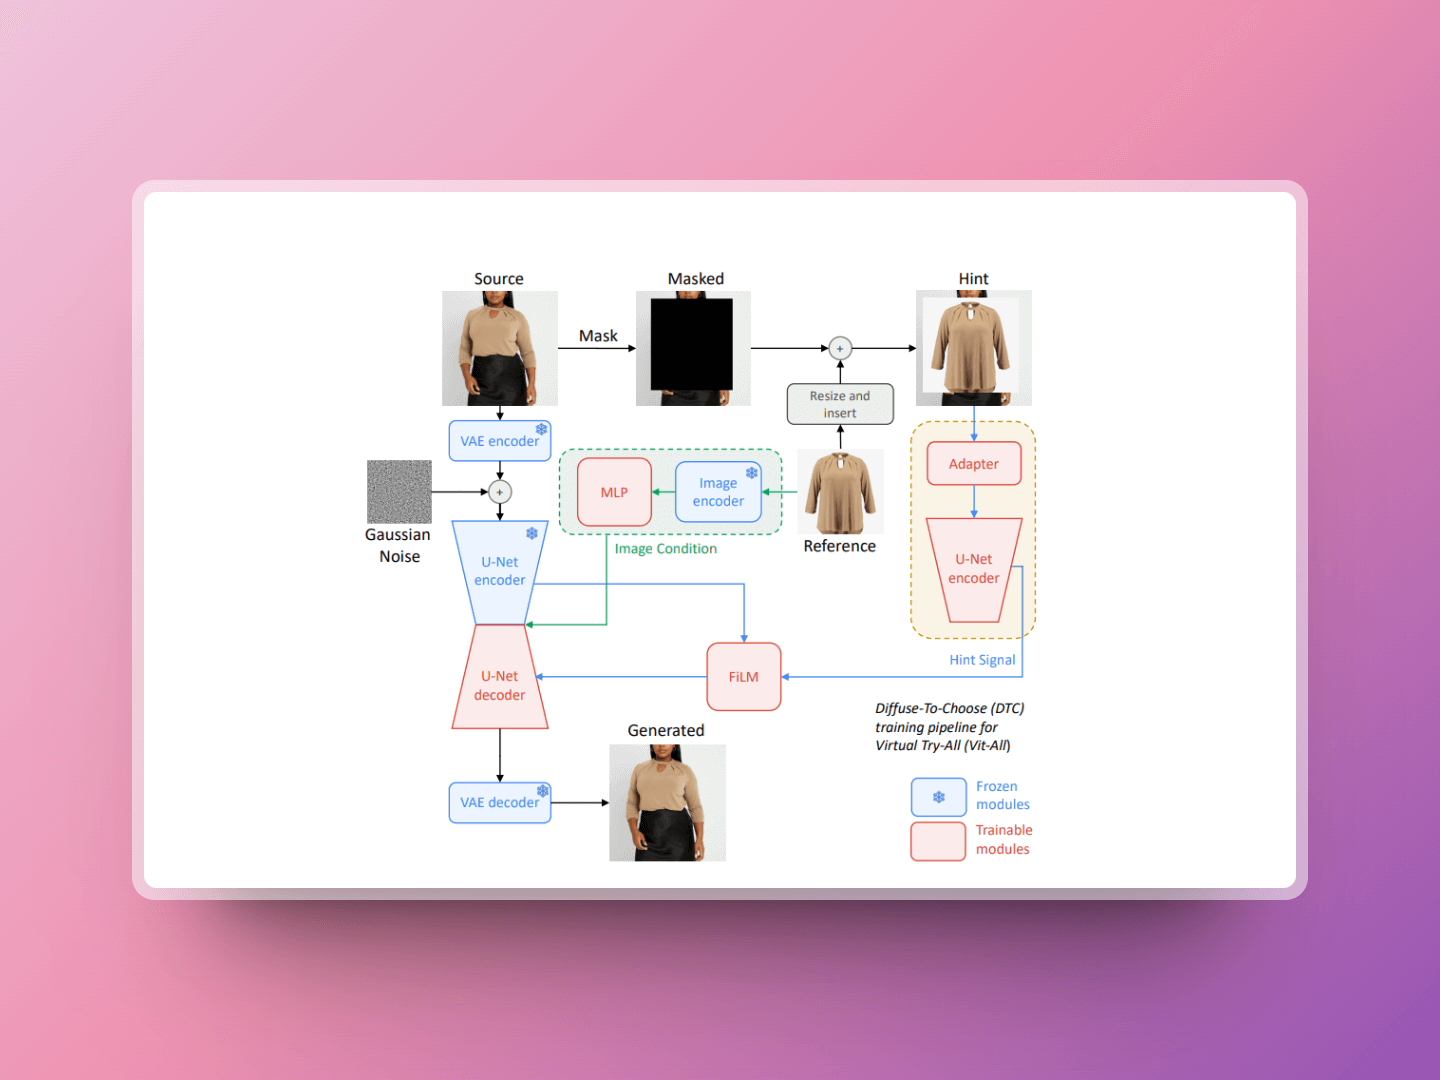 Source
Masked
Hint
Mask
+
Resize and
insert
VAE encoder
Adapter
MLP
Image
encoder
+
Gaussian
Noise
Reference
Image Condition
U-Net
encoder
U-Net
encoder
Hint Signal
U-Net
decoder
FiLM
Diffuse-To-Choose (DTC)
training pipeline for
Virtual Try-All (Vit-All)
Generated
VAE decoder
Frozen
modules
Trainable
modules